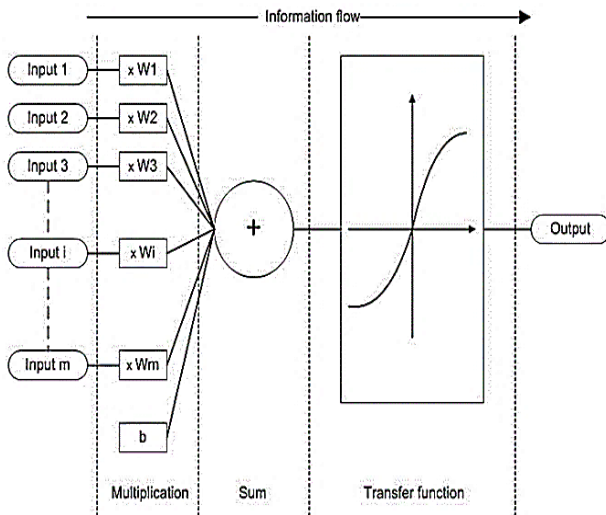 Information flow
Input 1
x W1
Input 2
x W2
Input 3
x W3
+
Output
Input i
x Wi
Input m
x Wm
b
Multiplication
Sum
Transfer function